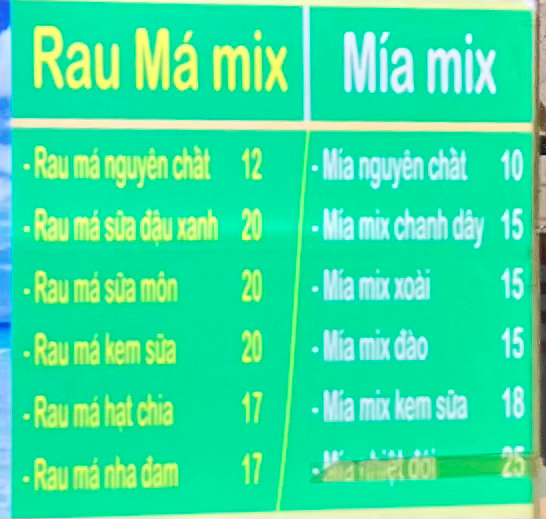 Rau Má mix
- Rau má nguyên chất 12
- Rau má sữa đậu xanh 20
- Rau má sữa môn 20
- Rau má kem sữa 20
- Rau má hạt chia 17
- Rau má nha đam 17
Mía mix
- Mía nguyên chất 10
- Mía mix chanh dây 15
- Mía mix xoài 15
- Mía mix đào 15
- Mía mix kem sữa 18
- Mía nhiệt đới 25